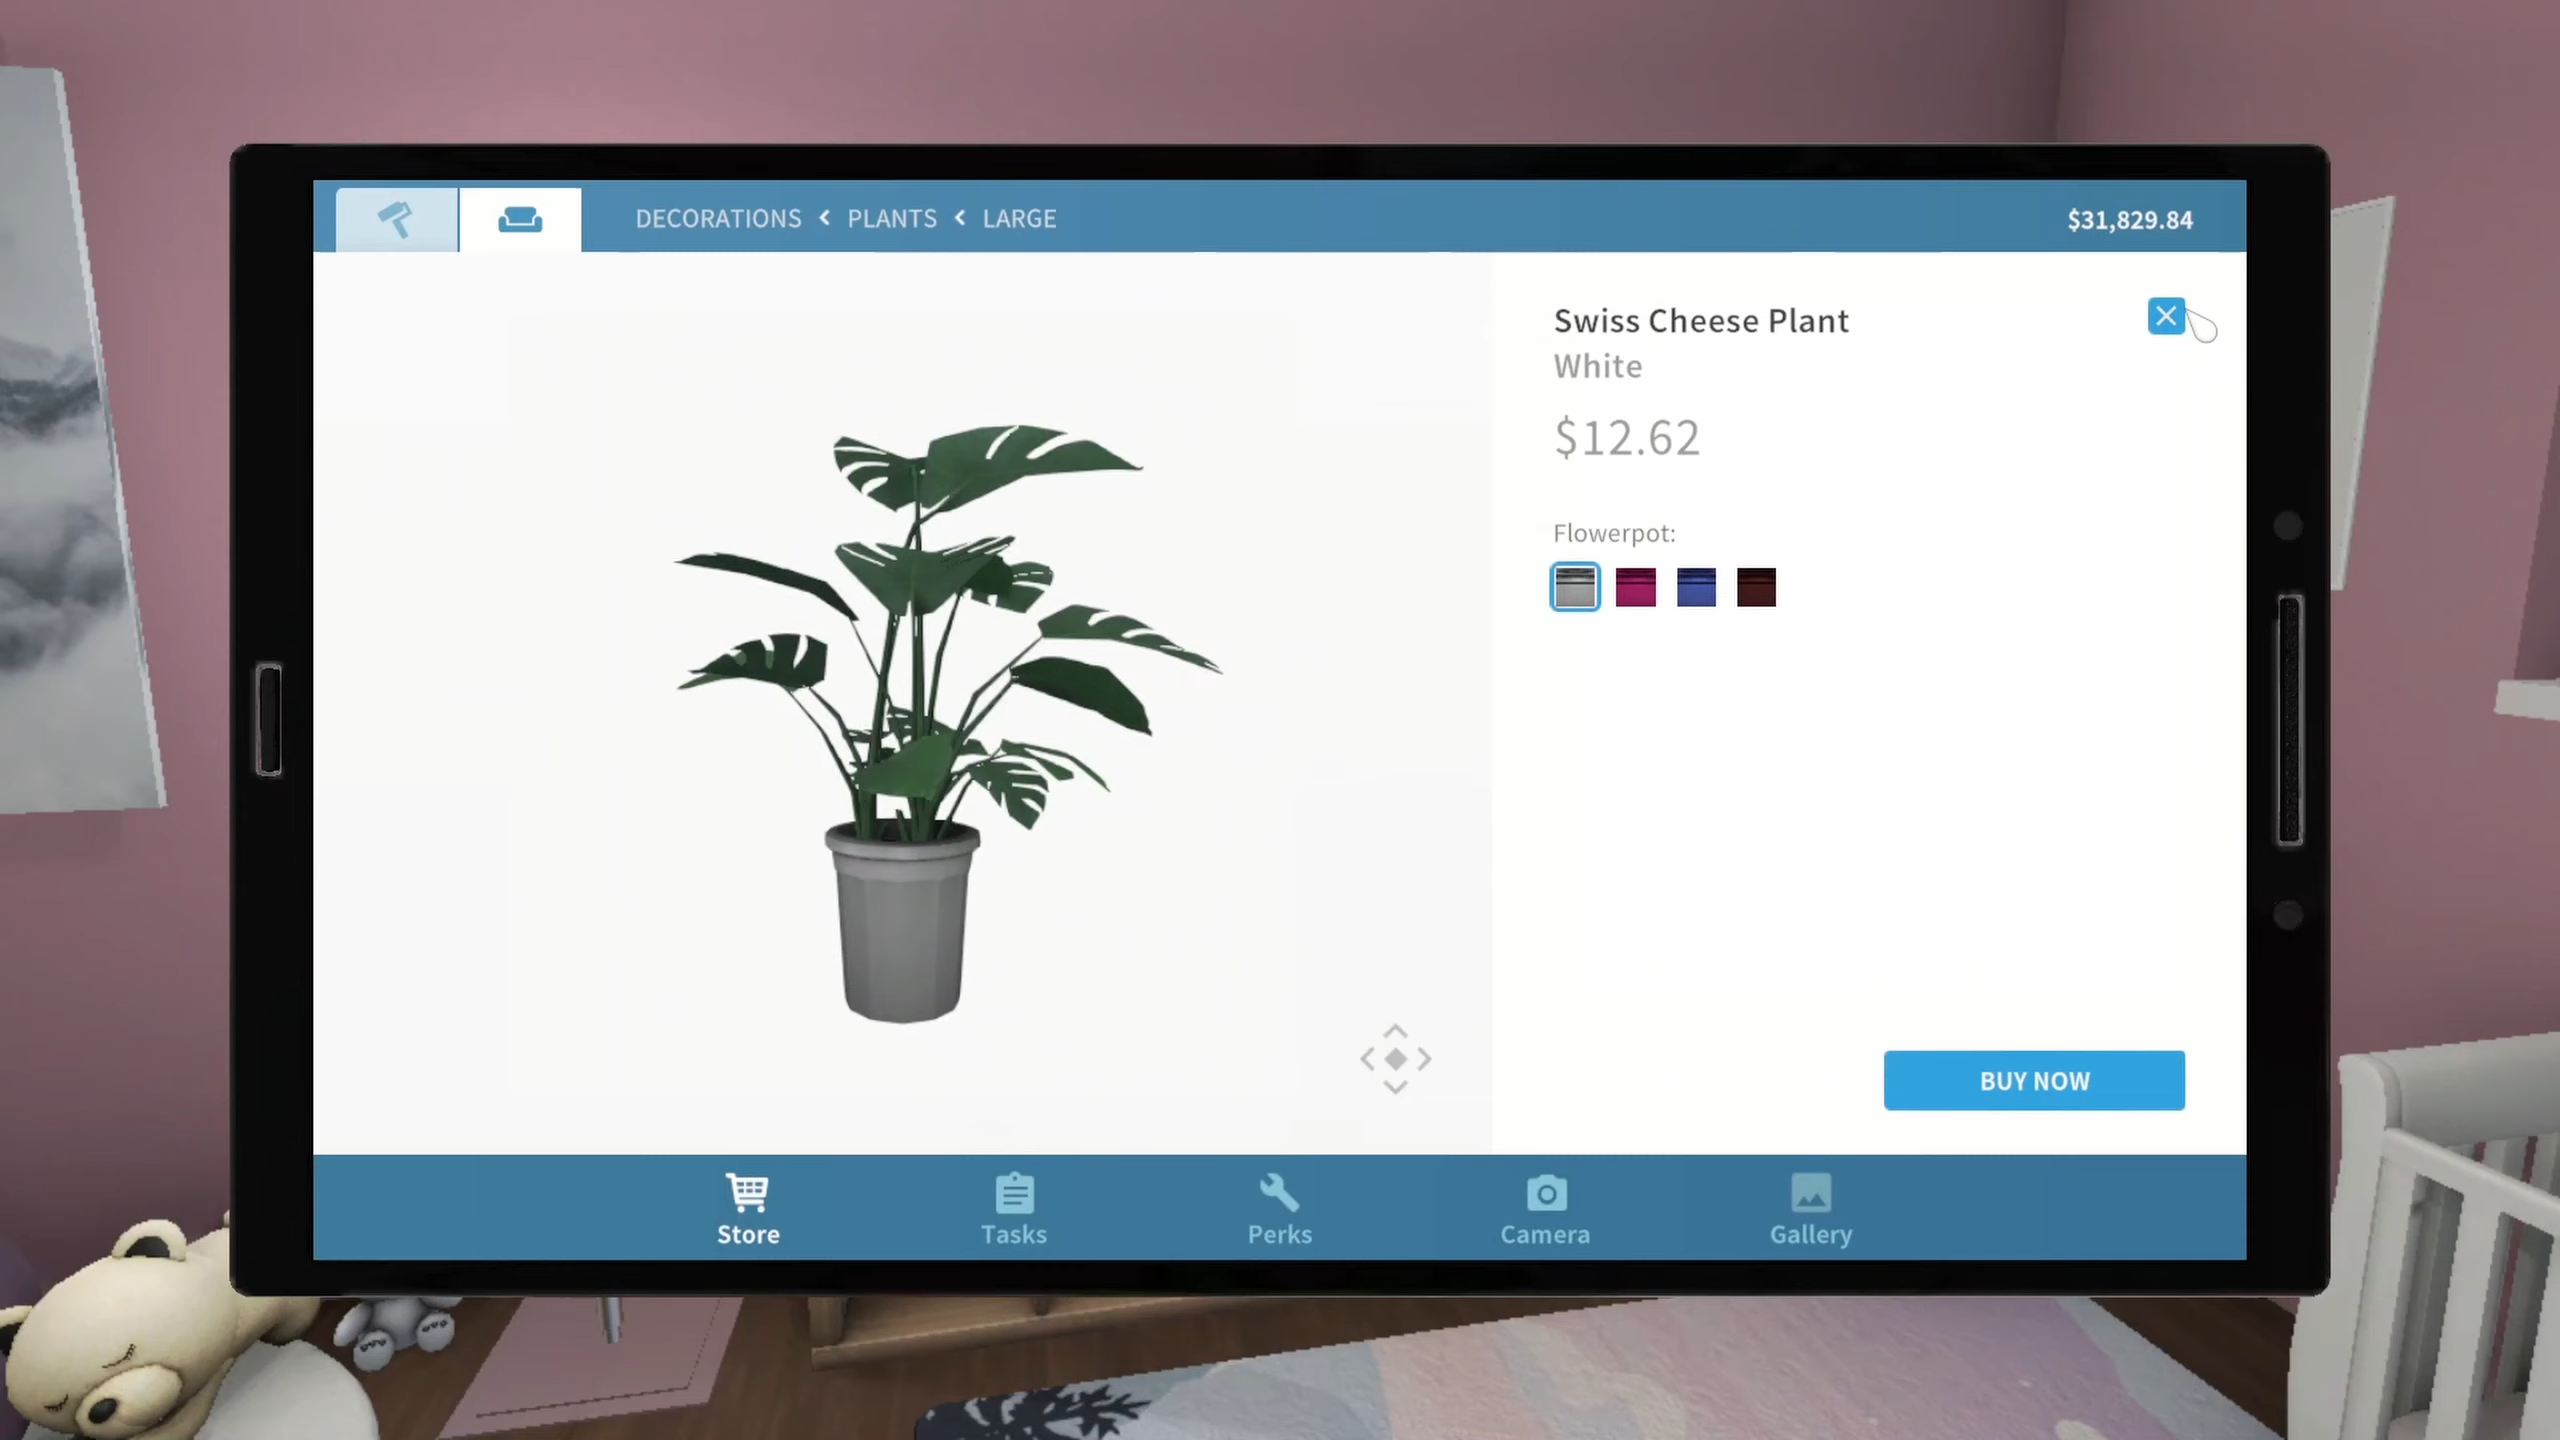 DECORATIONS < PLANTS < LARGE
$31,829.84
Swiss Cheese Plant
White
$12.62
Flowerpot:
BUY NOW
Store
Tasks
Perks
Camera
Gallery